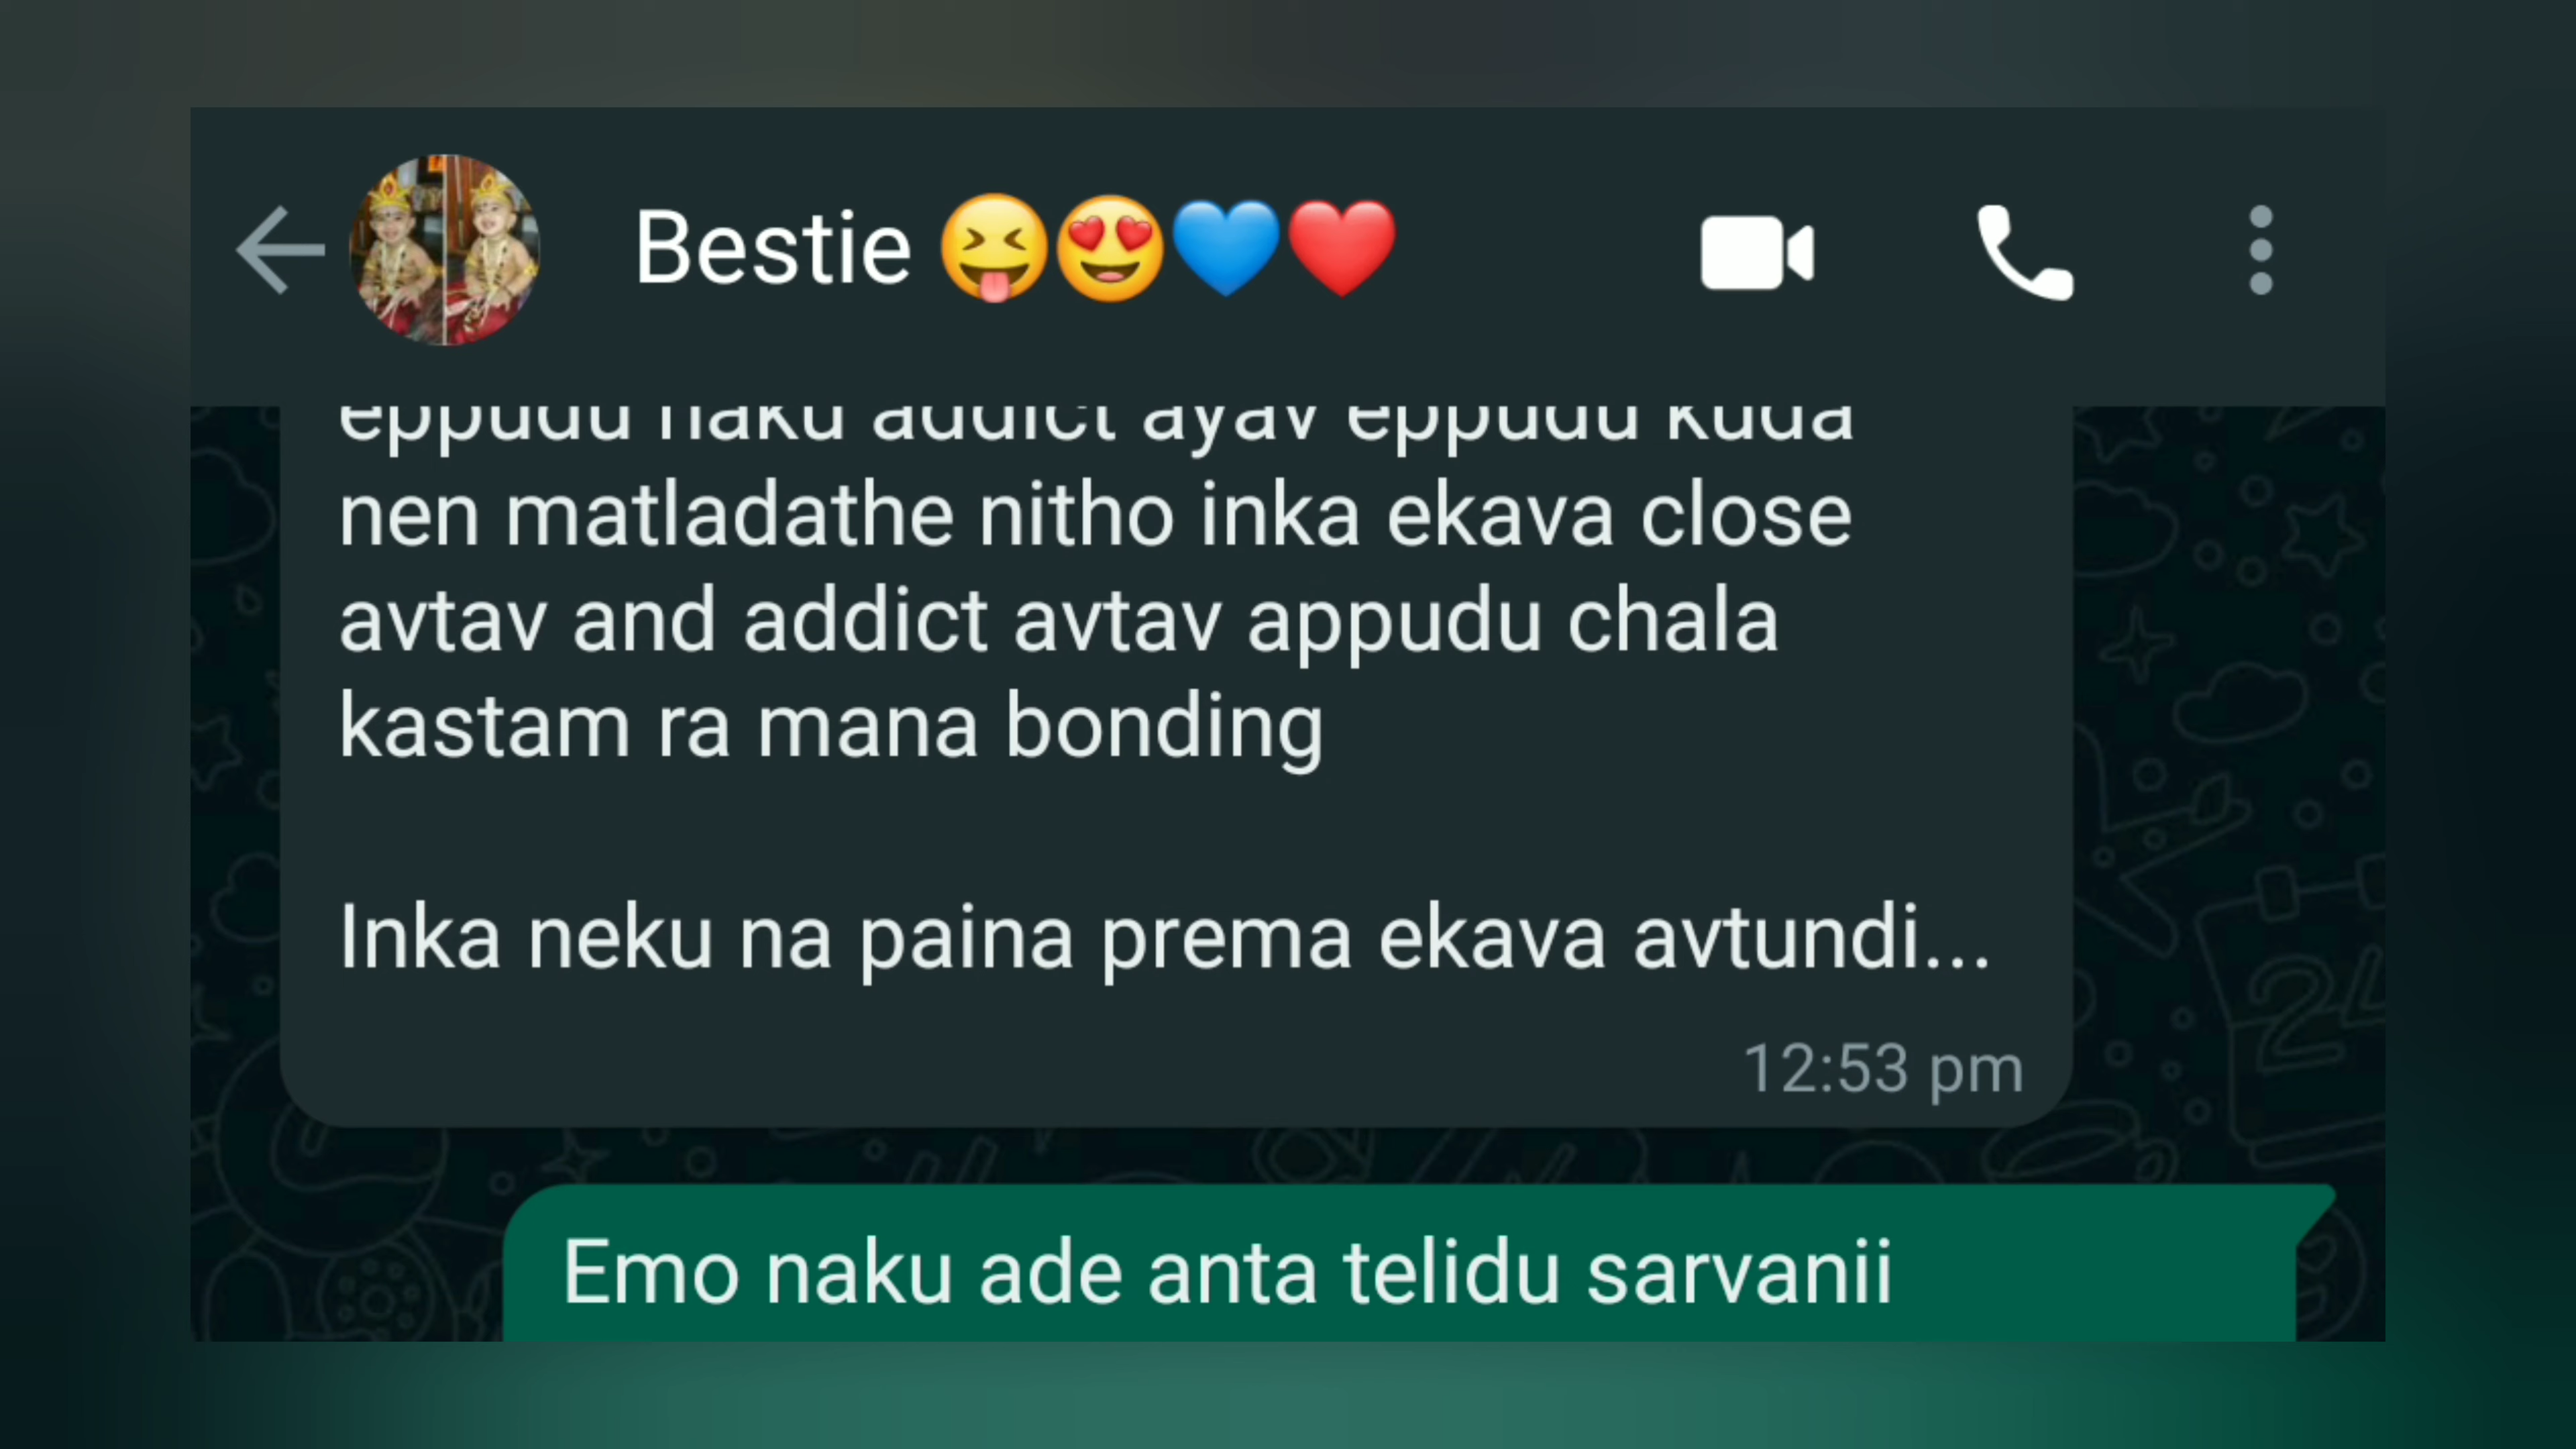 Bestie 😝😍💙❤️
eppudu naku addict ayav eppudu kuda
nen matladathe nitho inka ekava close
avtav and addict avtav appudu chala
kastam ra mana bonding
Inka neku na paina prema ekava avtundi...
12:53 pm
Emo naku ade anta telidu sarvanii